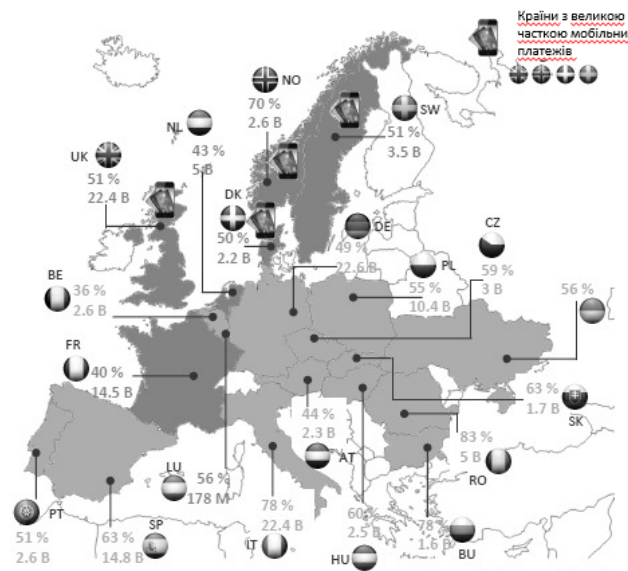 Країни з великою
часткою мобільни
платежів
NO
70 %
2.6 B
SW
51 %
3.5 B
NL
43 %
5 B
UK
51 %
22.4 B
DK
50 %
2.2 B
DE
49 %
22.6 B
CZ
59 %
3 B
PL
55 %
10.4 B
56 %
BE
36 %
2.6 B
FR
40 %
14.5 B
63 %
1.7 B
SK
44 %
2.3 B
AT
83 %
5 B
RO
LU
56 %
178 M
PT
51 %
2.6 B
SP
63 %
14.8 B
78 %
22.4 B
IT
60 %
2.5 B
HU
78 %
1.6 B
BU